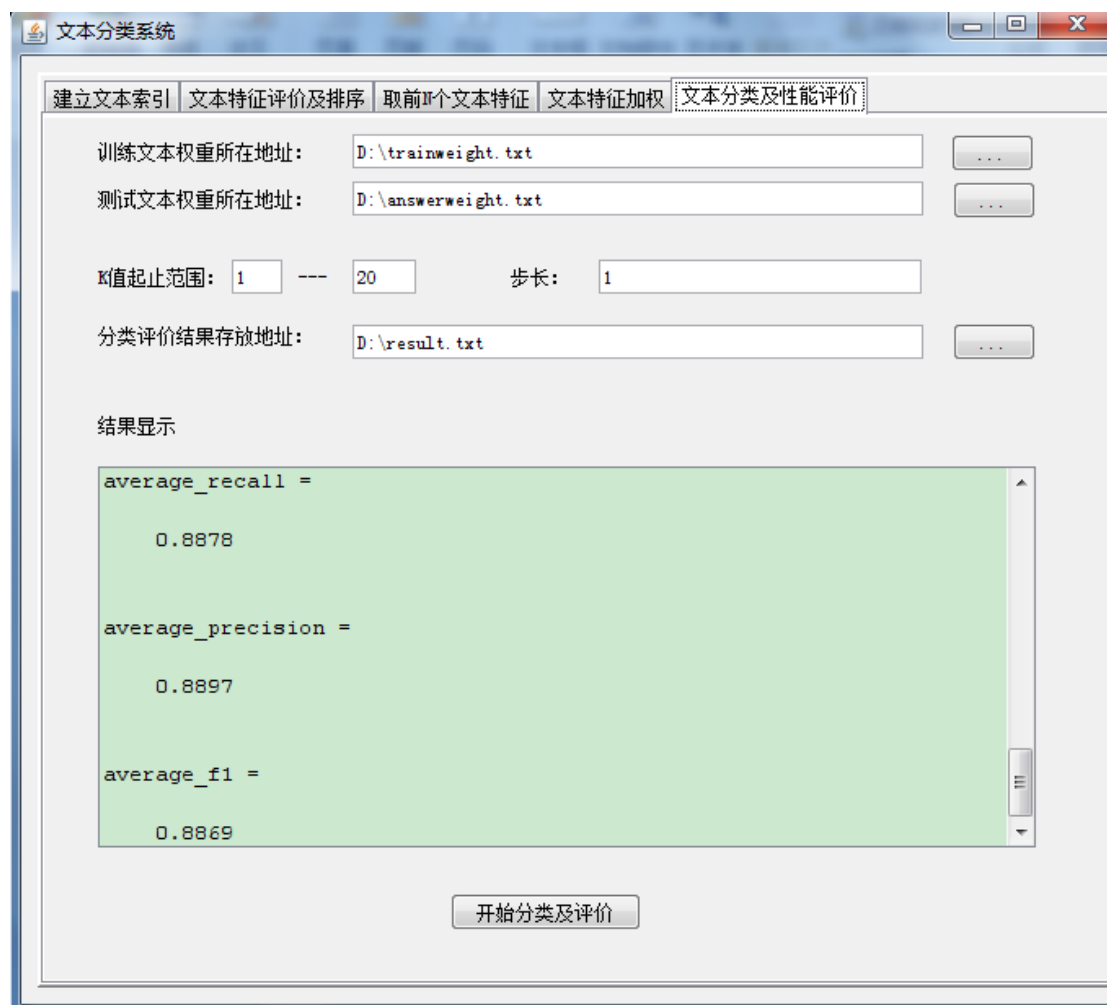 文本分类系统
建立文本索引 文本特征评价及排序 取前N个文本特征 文本特征加权 文本分类及性能评价
训练文本权重所在地址: D:\trainweight.txt ...
测试文本权重所在地址: D:\answerweight.txt ...
K值起止范围: 1 --- 20 步长: 1
分类评价结果存放地址: D:\result.txt ...
结果显示
average_recall =
0.8878
average_precision =
0.8897
average_f1 =
0.8869
开始分类及评价